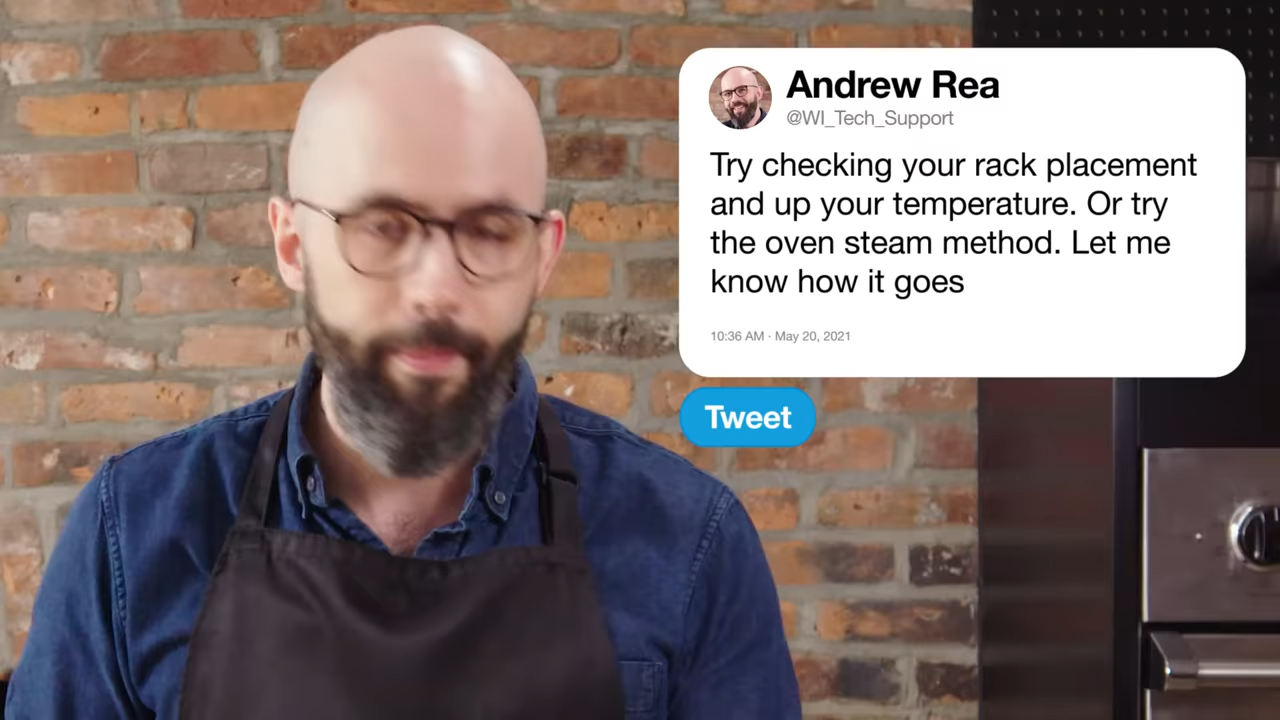 Andrew Rea
@WI_Tech_Support
Try checking your rack placement
and up your temperature. Or try
the oven steam method. Let me
know how it goes
10:36 AM · May 20, 2021
Tweet